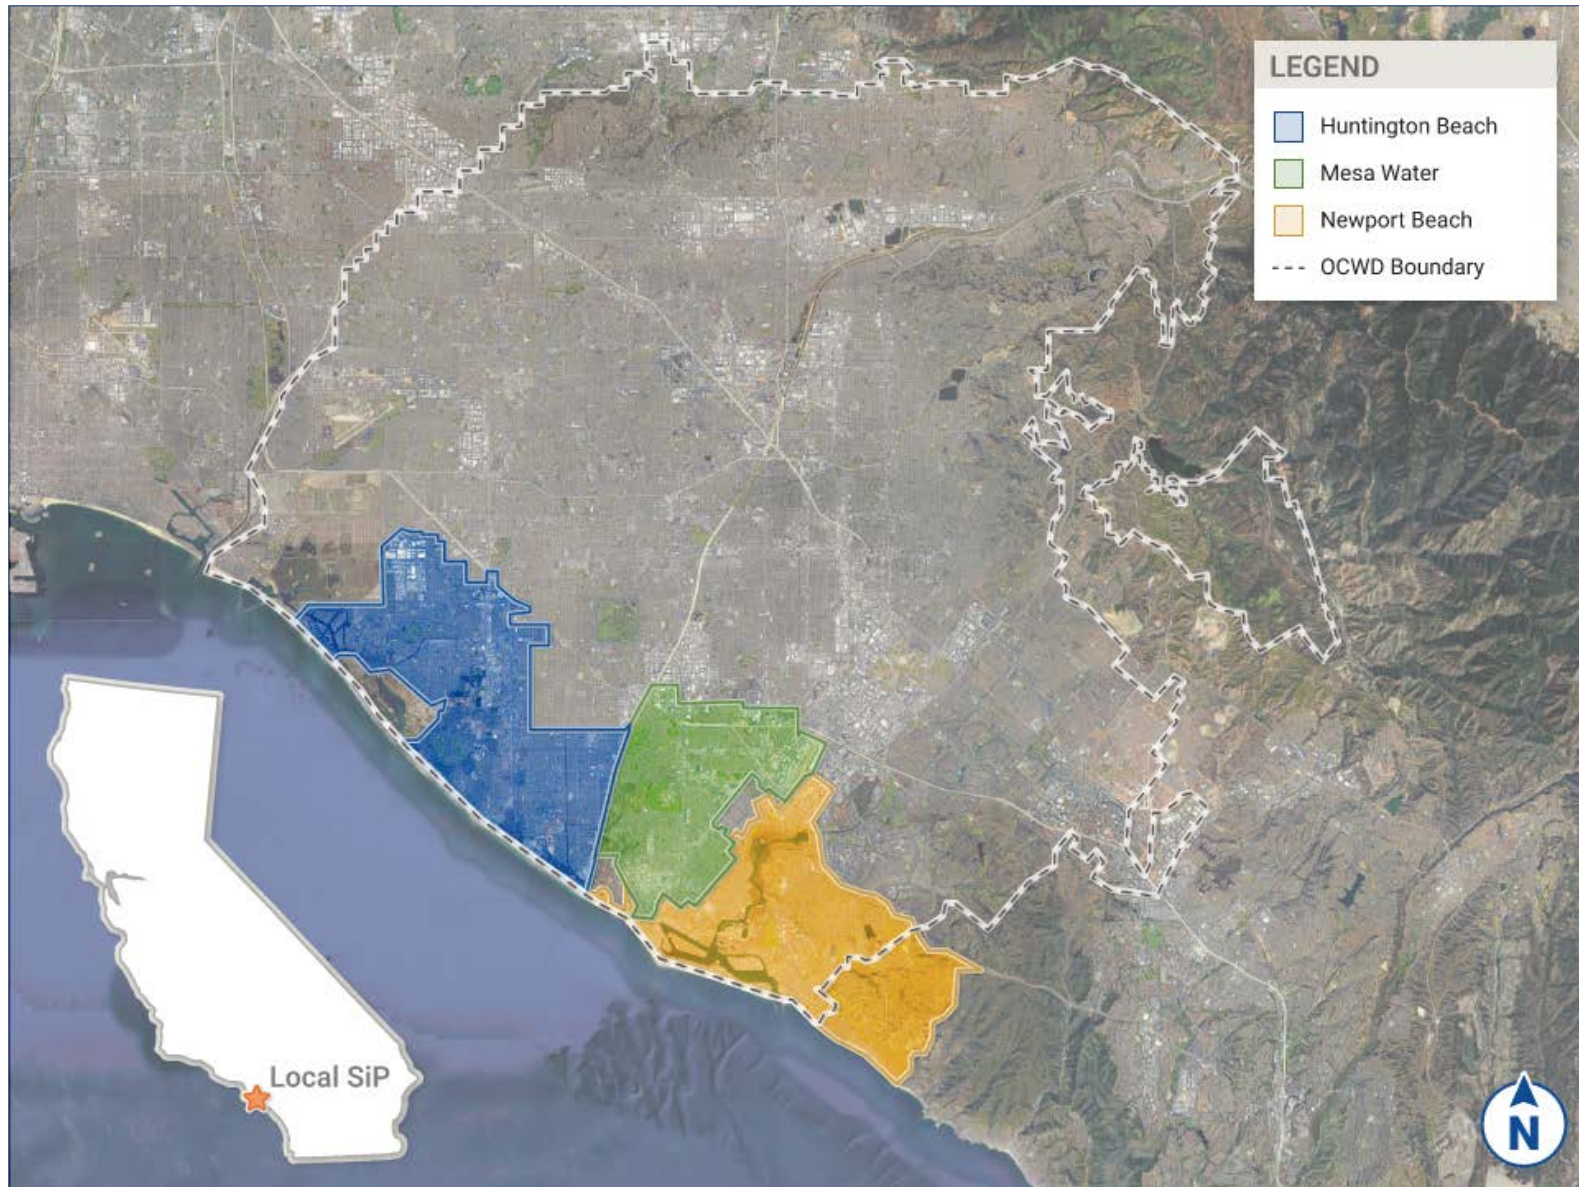 LEGEND
Huntington Beach
Mesa Water
Newport Beach
OCWD Boundary
Local SiP
N